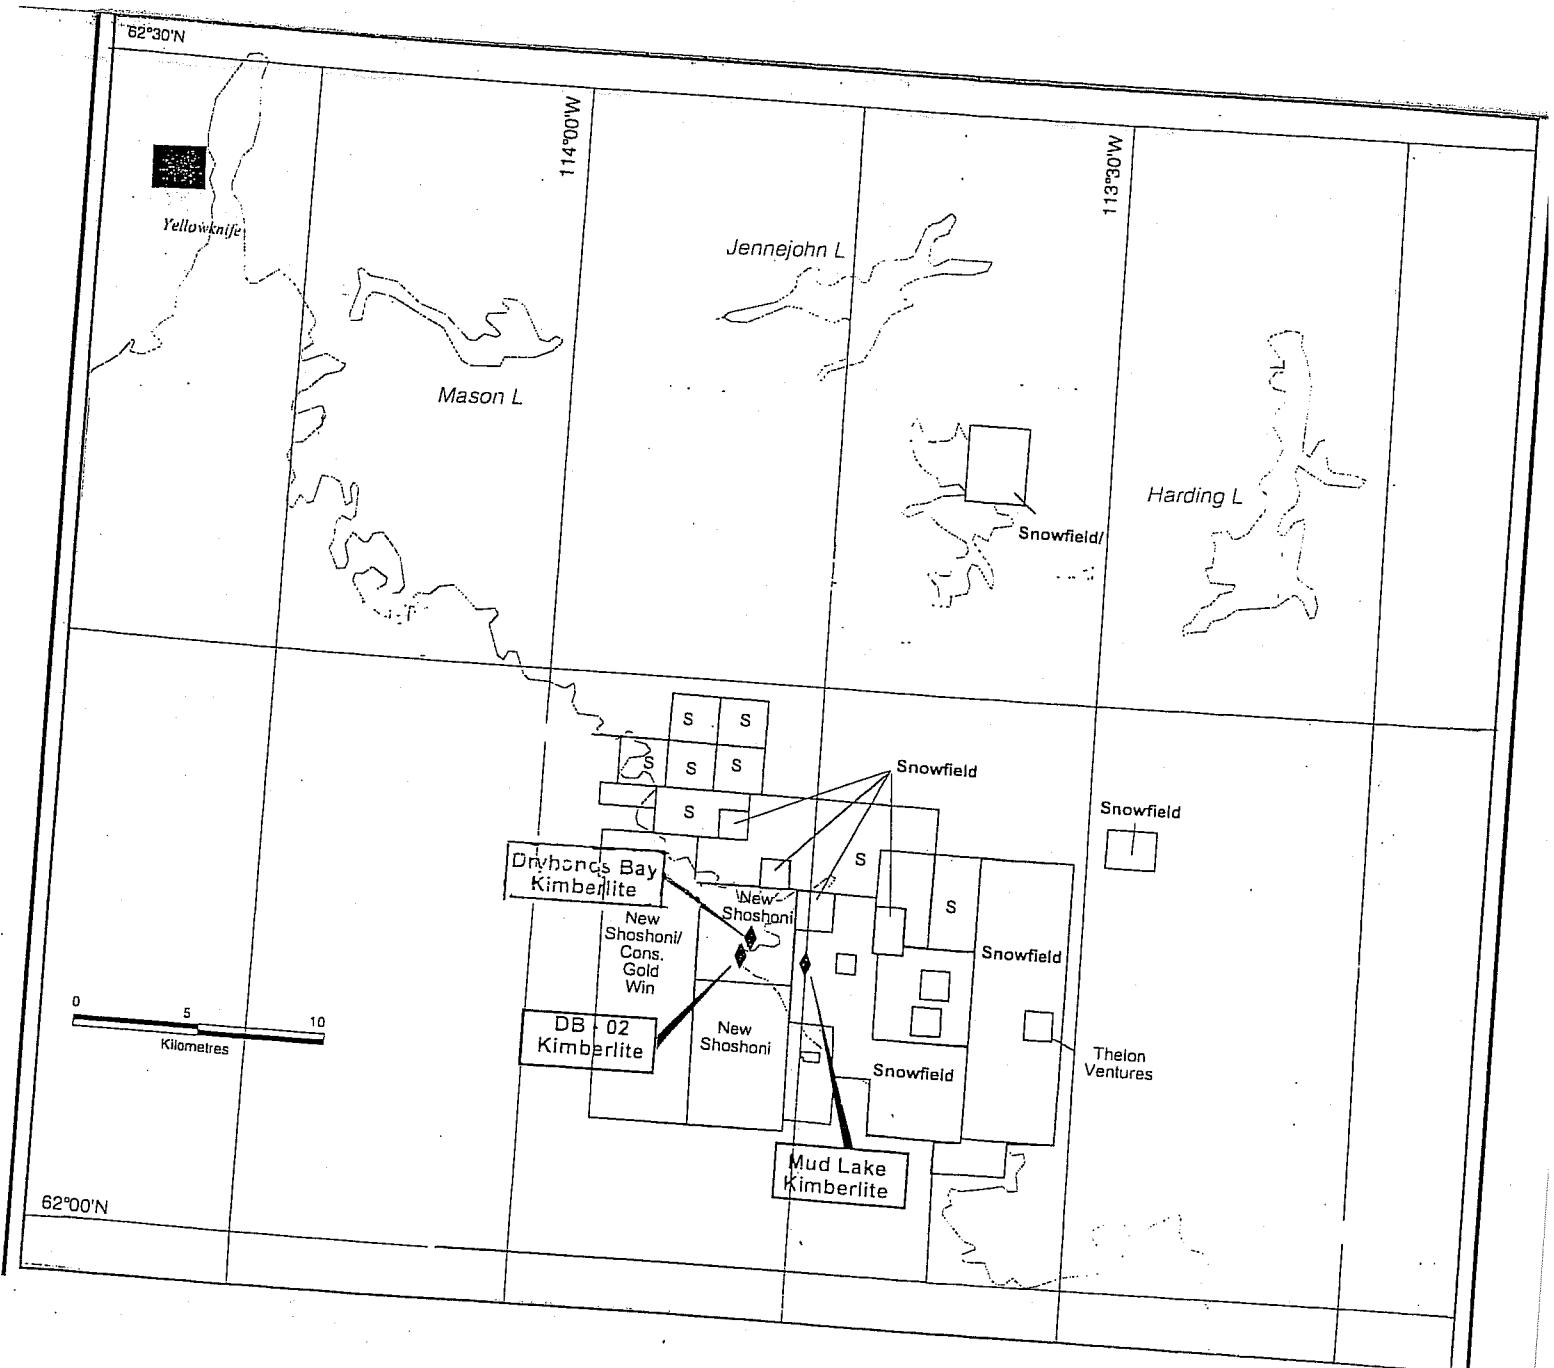 62°30'N
114°00'W
113°30'W
Yellowknife
Jennejohn L
Mason L
Harding L
Snowfield/
S
S
S
S
S
Snowfield
S
Snowfield
S
S
Bay
Kimberlite
New
Shoshoni
New
Shoshoni/
Cons.
Gold
Win
Snowfield
0
5
10
Kilometres
DB - 02
Kimberlite
New
Shoshoni
Snowfield
Thelon
Ventures
Mud Lake
Kimberlite
62°00'N